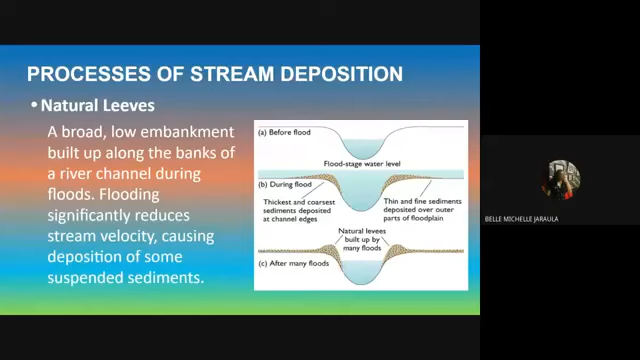 PROCESSES OF STREAM DEPOSITION
• Natural Leeves
A broad, low embankment
built up along the banks of
a river channel during
floods. Flooding
significantly reduces
stream velocity, causing
deposition of some
suspended sediments.
(a) Before flood
Flood-stage water level
(b) During flood
Thickest and coarsest
sediments deposited
at channel edges
Thin and fine sediments
deposited over outer
parts of floodplain
Natural levees
built up by
many floods
(c) After many floods
BELLE MICHELLE JARAULA